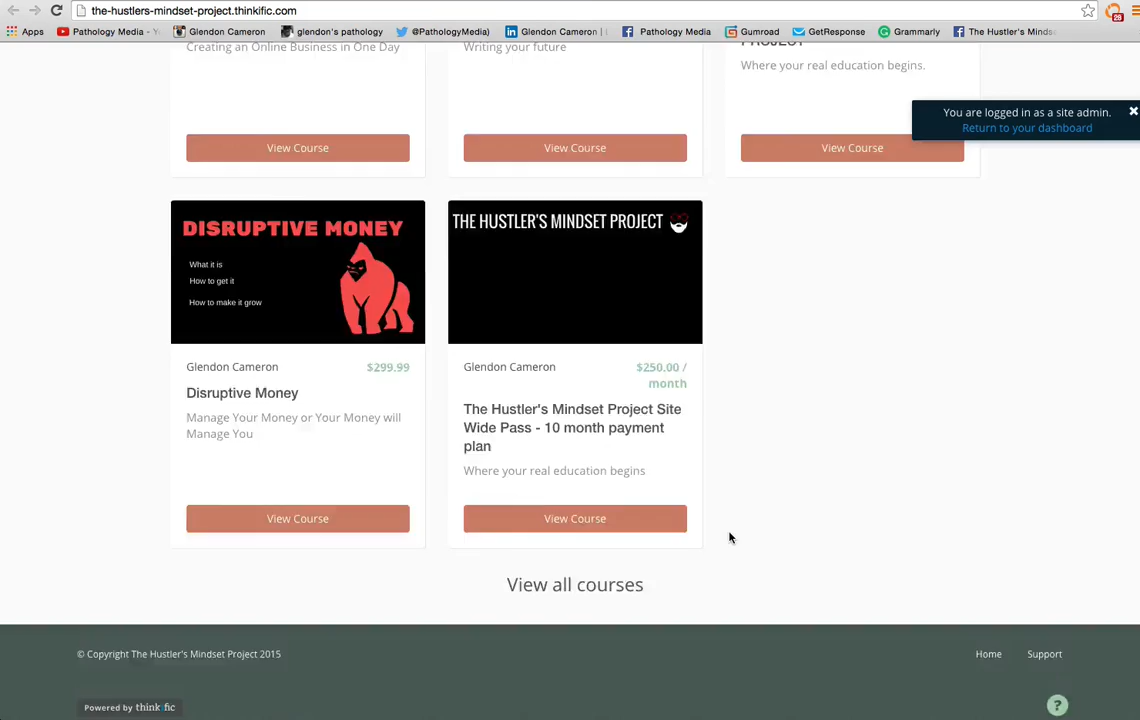 the-hustlers-mindset-project.thinkific.com
28
Apps
Pathology Media - Y
Glendon Cameron
glendon's pathology
@PathologyMedia)
Glendon Cameron |
Pathology Media
Gumroad
GetResponse
Grammarly
The Hustler's Minds
Creating an Online Business in One Day
Writing your future
PROJECT
Where your real education begins.
You are logged in as a site admin.
Return to your dashboard
View Course
View Course
View Course
DISRUPTIVE MONEY
What it is
How to get it
How to make it grow
THE HUSTLER'S MINDSET PROJECT
Glendon Cameron
$299.99
Disruptive Money
Manage Your Money or Your Money will
Manage You
View Course
Glendon Cameron
$250.00 /
month
The Hustler's Mindset Project Site
Wide Pass - 10 month payment
plan
Where your real education begins
View Course
View all courses
© Copyright The Hustler's Mindset Project 2015
Home
Support
Powered by thinkific
?